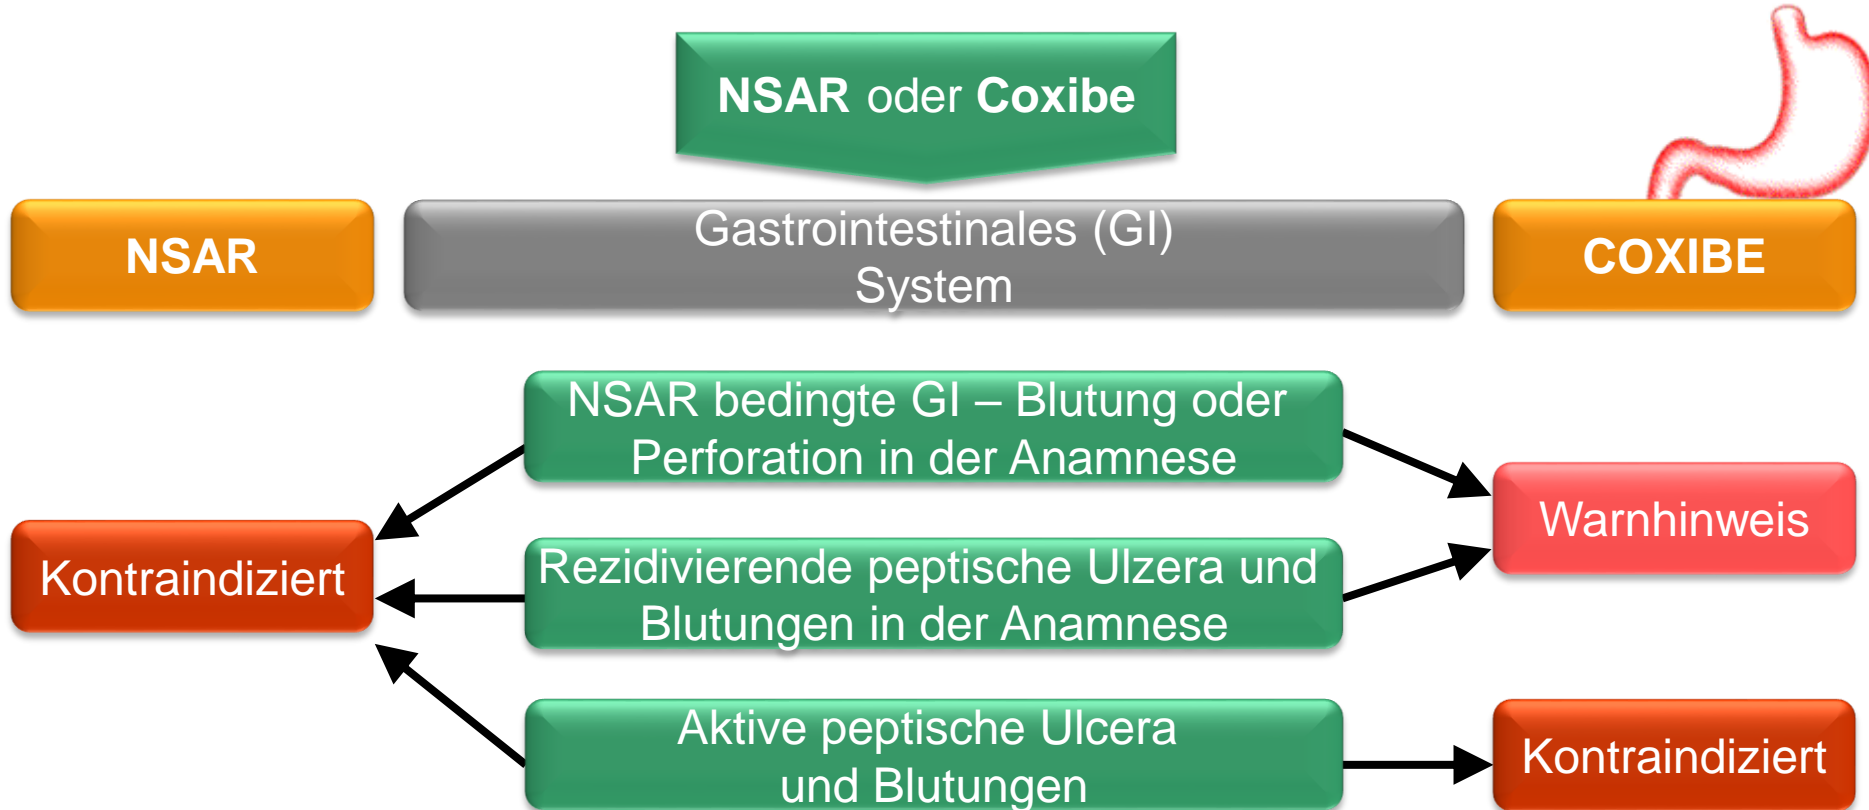 NSAR oder Coxibe
NSAR
Gastrointestinales (GI)
System
COXIBE
NSAR bedingte GI – Blutung oder
Perforation in der Anamnese
Warnhinweis
Kontraindiziert
Rezidivierende peptische Ulzera und
Blutungen in der Anamnese
Aktive peptische Ulcera
und Blutungen
Kontraindiziert